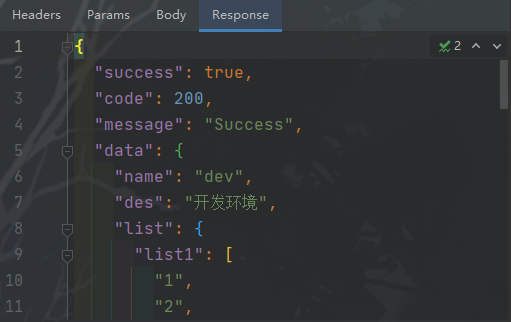 Headers Params Body Response
1 { 2
2 "success": true,
3 "code": 200,
4 "message": "Success",
5 "data": {
6 "name": "dev",
7 "des": "开发环境",
8 "list": {
9 "list1": [
10 "1",
11 "2",